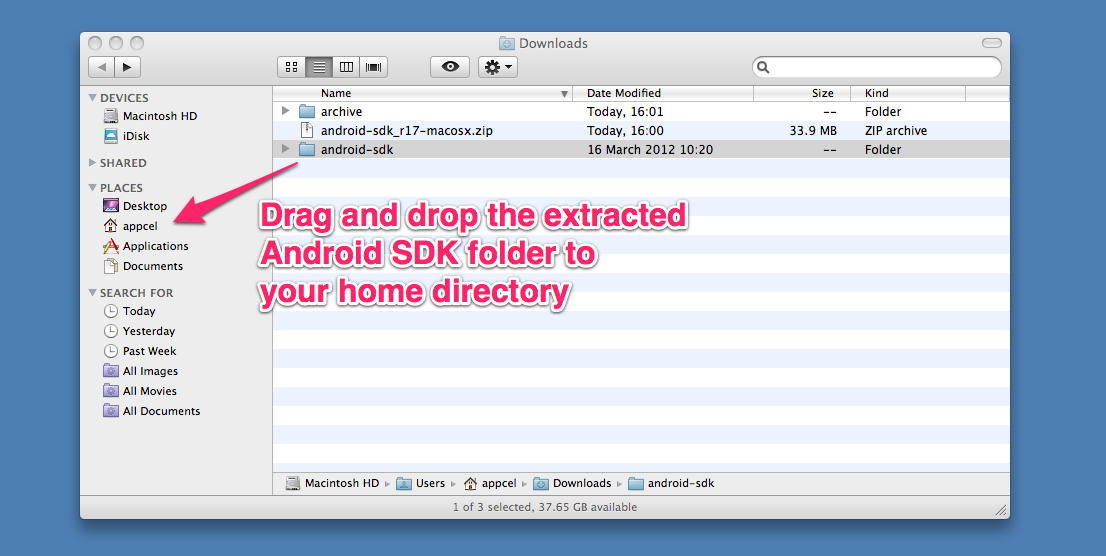 Downloads
DEVICES
Macintosh HD
iDisk
SHARED
PLACES
Desktop
appcel
Applications
Documents
SEARCH FOR
Today
Yesterday
Past Week
All Images
All Movies
All Documents
Name Date Modified Size Kind
archive Today, 16:01 -- Folder
android-sdk_r17-macosx.zip Today, 16:00 33.9 MB ZIP archive
android-sdk 16 March 2012 10:20 -- Folder
Drag and drop the extracted
Android SDK folder to
your home directory
Macintosh HD Users appcel Downloads android-sdk
1 of 3 selected, 37.65 GB available